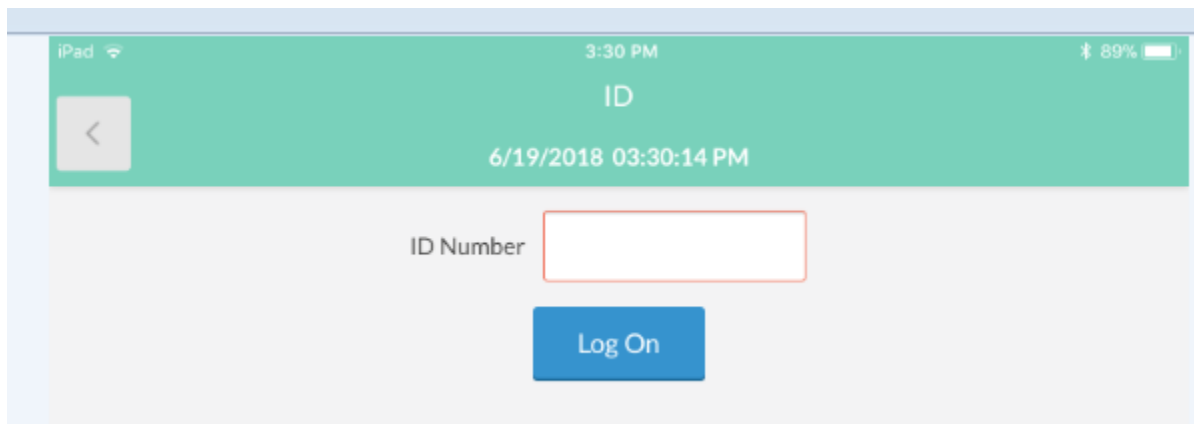 iPad 3:30 PM 89%
ID
6/19/2018 03:30:14 PM
ID Number
Log On